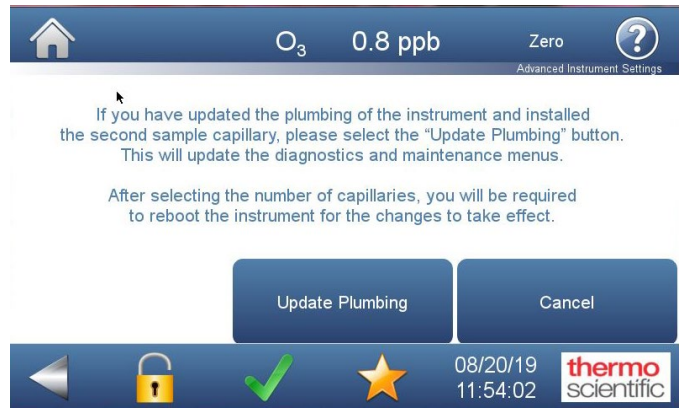 O3 0.8 ppb Zero ?
Advanced Instrument Settings
If you have updated the plumbing of the instrument and installed
the second sample capillary, please select the “Update Plumbing” button.
This will update the diagnostics and maintenance menus.
After selecting the number of capillaries, you will be required
to reboot the instrument for the changes to take effect.
Update Plumbing Cancel
08/20/19
11:54:02
thermo
scientific